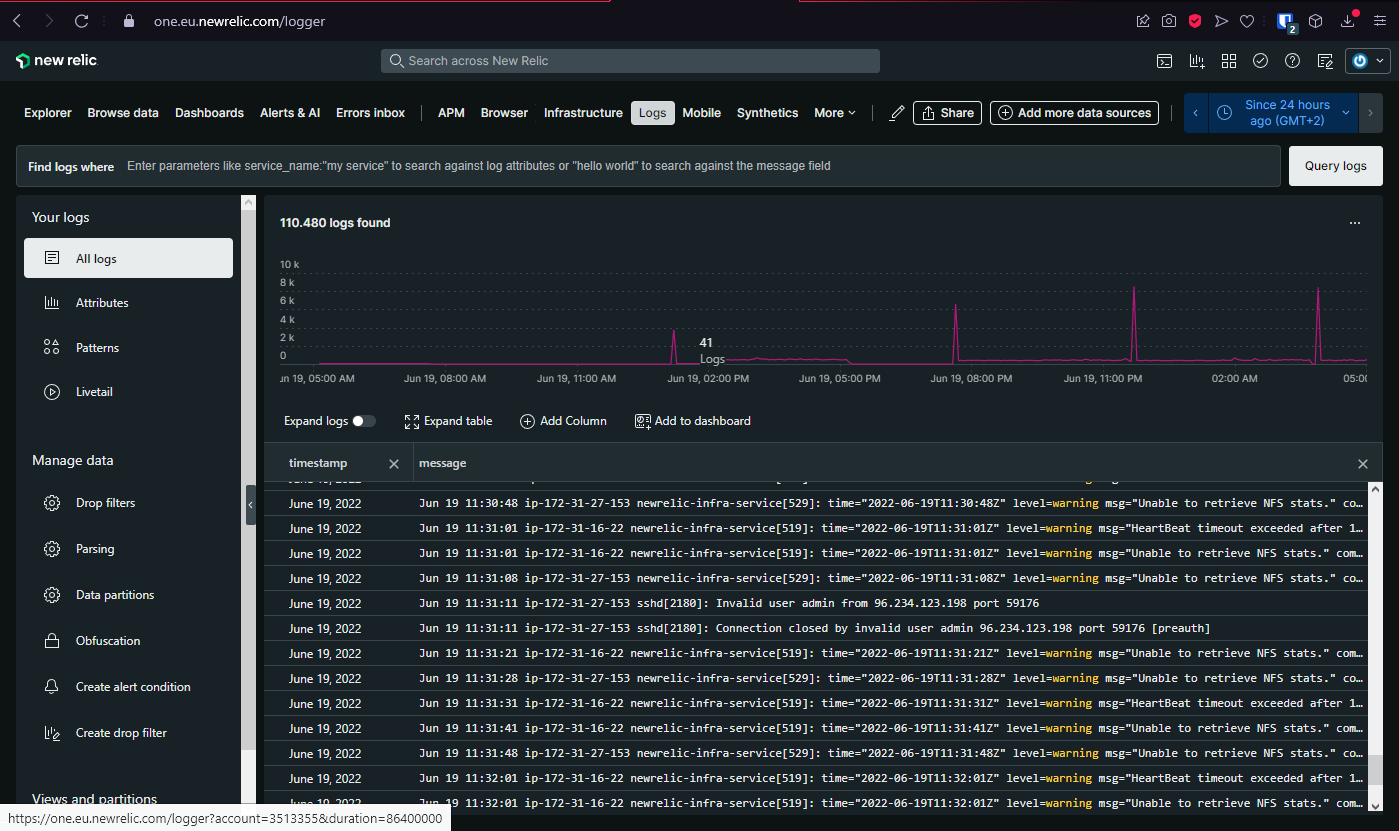 one.eu.newrelic.com/logger
2
new relic
Search across New Relic
Explorer Browse data Dashboards Alerts & AI Errors inbox APM Browser Infrastructure Logs Mobile Synthetics More Share Add more data sources Since 24 hours
ago (GMT+2)
Find logs where Enter parameters like service_name:"my service" to search against log attributes or "hello world" to search against the message field Query logs
Your logs
All logs
Attributes
Patterns
Livetail
Manage data
Drop filters
Parsing
Data partitions
Obfuscation
Create alert condition
Create drop filter
Views and partitions
110.480 logs found
10 k
8 k
6 k
4 k
2 k
0
41
Logs
un 19, 05:00 AM Jun 19, 08:00 AM Jun 19, 11:00 AM Jun 19, 02:00 PM Jun 19, 05:00 PM Jun 19, 08:00 PM Jun 19, 11:00 PM 02:00 AM 05:00
Expand logs Expand table Add Column Add to dashboard
timestamp message
June 19, 2022 Jun 19 11:30:48 ip-172-31-27-153 newrelic-infra-service[529]: time="2022-06-19T11:30:48Z" level=warning msg="Unable to retrieve NFS stats." co…
June 19, 2022 Jun 19 11:31:01 ip-172-31-16-22 newrelic-infra-service[519]: time="2022-06-19T11:31:01Z" level=warning msg="HeartBeat timeout exceeded after 1…
June 19, 2022 Jun 19 11:31:01 ip-172-31-16-22 newrelic-infra-service[519]: time="2022-06-19T11:31:01Z" level=warning msg="Unable to retrieve NFS stats." com…
June 19, 2022 Jun 19 11:31:08 ip-172-31-27-153 newrelic-infra-service[529]: time="2022-06-19T11:31:08Z" level=warning msg="Unable to retrieve NFS stats." co…
June 19, 2022 Jun 19 11:31:11 ip-172-31-27-153 sshd[2180]: Invalid user admin from 96.234.123.198 port 59176
June 19, 2022 Jun 19 11:31:11 ip-172-31-27-153 sshd[2180]: Connection closed by invalid user admin 96.234.123.198 port 59176 [preauth]
June 19, 2022 Jun 19 11:31:21 ip-172-31-16-22 newrelic-infra-service[519]: time="2022-06-19T11:31:21Z" level=warning msg="Unable to retrieve NFS stats." com…
June 19, 2022 Jun 19 11:31:28 ip-172-31-27-153 newrelic-infra-service[529]: time="2022-06-19T11:31:28Z" level=warning msg="Unable to retrieve NFS stats." co…
June 19, 2022 Jun 19 11:31:31 ip-172-31-16-22 newrelic-infra-service[519]: time="2022-06-19T11:31:31Z" level=warning msg="HeartBeat timeout exceeded after 1…
June 19, 2022 Jun 19 11:31:41 ip-172-31-16-22 newrelic-infra-service[519]: time="2022-06-19T11:31:41Z" level=warning msg="Unable to retrieve NFS stats." com…
June 19, 2022 Jun 19 11:31:48 ip-172-31-27-153 newrelic-infra-service[529]: time="2022-06-19T11:31:48Z" level=warning msg="Unable to retrieve NFS stats." co…
June 19, 2022 Jun 19 11:32:01 ip-172-31-16-22 newrelic-infra-service[519]: time="2022-06-19T11:32:01Z" level=warning msg="HeartBeat timeout exceeded after 1…
June 19, 2022 Jun 19 11:32:01 ip-172-31-16-22 newrelic-infra-service[519]: time="2022-06-19T11:32:01Z" level=warning msg="Unable to retrieve NFS stats." com…
https://one.eu.newrelic.com/logger?account=3513355&duration=86400000